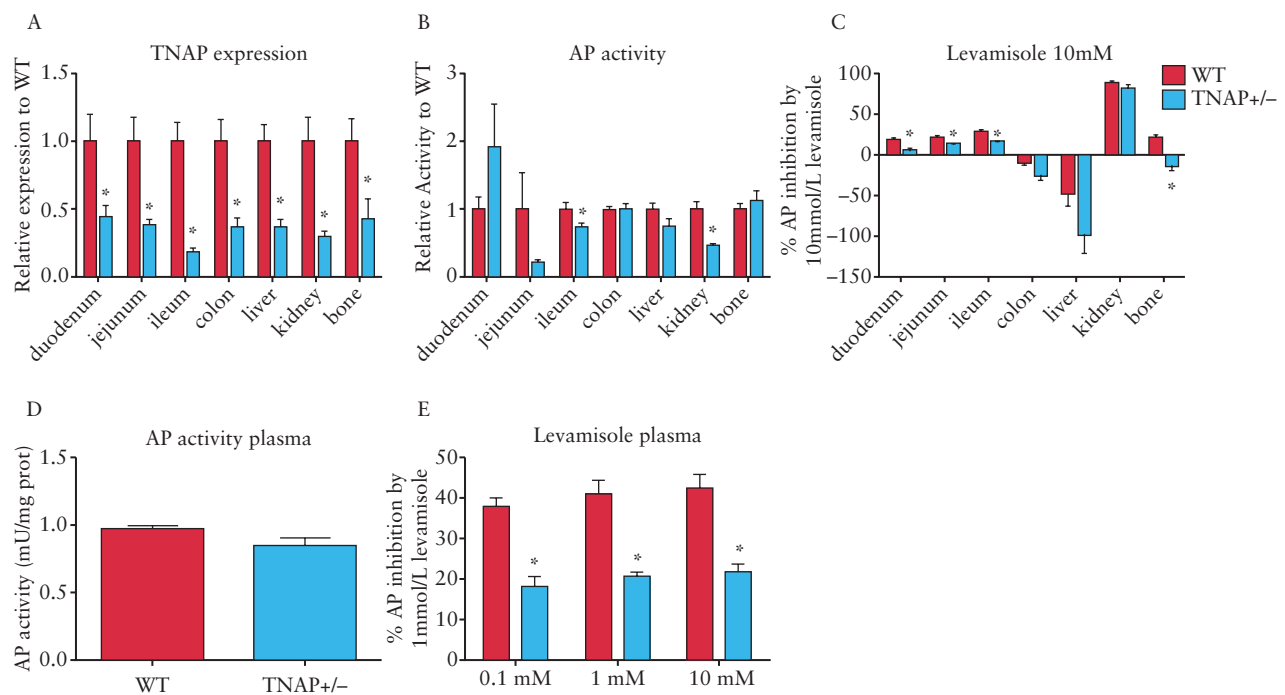 A
TNAP expression
Relative expression to WT
1.5
1.0
0.5
0.0
* * * * * * *
duodenum
jejunum
ileum
colon
liver
kidney
bone
B
AP activity
Relative Activity to WT
3
2
1
0
* *
duodenum
jejunum
ileum
colon
liver
kidney
bone
C
Levamisole 10mM
% AP inhibition by
10mmol/L levamisole
100
50
0
−50
−100
−150
* * * *
duodenum
jejunum
ileum
colon
liver
kidney
bone
WT
TNAP+/−
D
AP activity plasma
AP activity (mU/mg prot)
1.5
1.0
0.5
0.0
WT
TNAP+/−
E
Levamisole plasma
% AP inhibition by
1mmol/L levamisole
50
40
30
20
10
0
* * *
0.1 mM
1 mM
10 mM